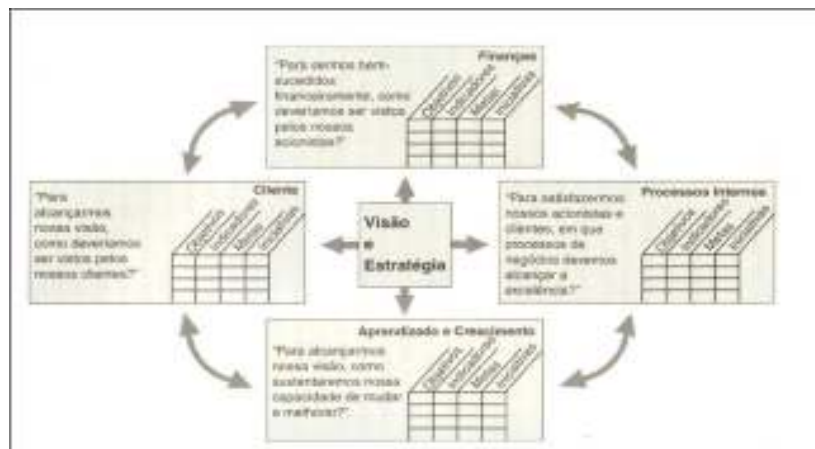 Finanças
"Para sermos bem-
sucedidos
financeiramente, como
deveríamos ser vistos
pelos nossos
acionistas?"
Objetivos
Indicadores
Metas
Iniciativas
Cliente
"Para
alcançarmos
nossa visão,
como deveríamos
ser vistos pelos
nossos clientes?"
Objetivos
Indicadores
Metas
Iniciativas
Visão
e
Estratégia
Processos Internos
"Para satisfazermos
nossos acionistas e
clientes, em que
processos de
negócios devemos
alcançar a
excelência?"
Objetivos
Indicadores
Metas
Iniciativas
Aprendizado e Crescimento
"Para alcançarmos
nossa visão, como
sustentaremos nossa
capacidade de mudar
e melhorar?"
Objetivos
Indicadores
Metas
Iniciativas